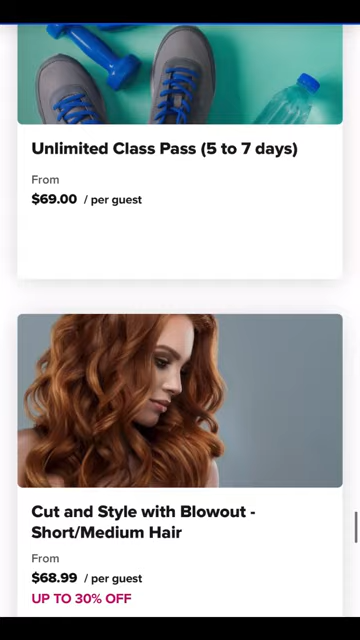 Unlimited Class Pass (5 to 7 days)
From
$69.00 / per guest
Cut and Style with Blowout -
Short/Medium Hair
From
$68.99 / per guest
UP TO 30% OFF